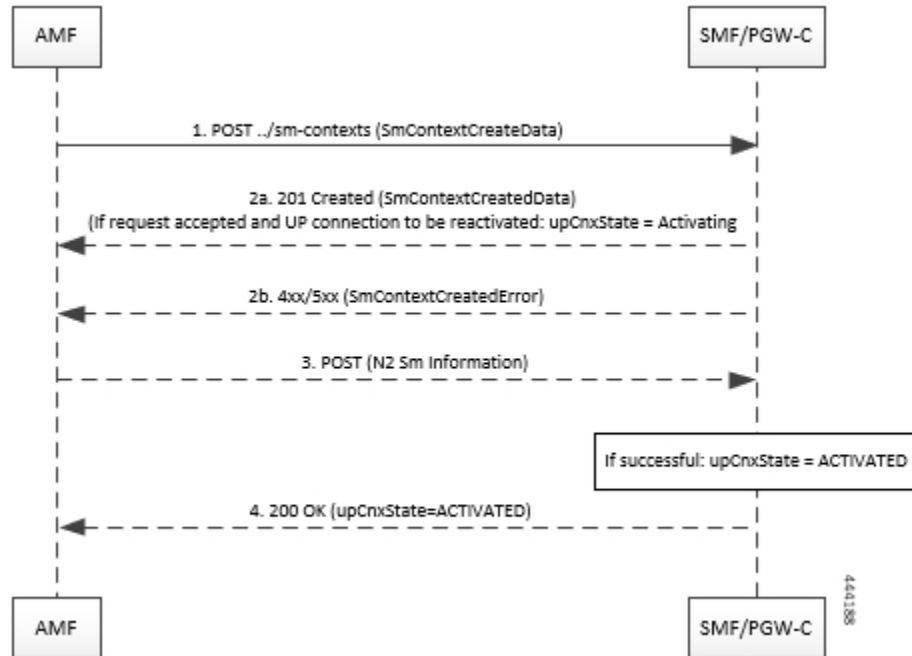 AMF
SMF/PGW-C
1. POST ../sm-contexts (SmContextCreateData)
2a. 201 Created (SmContextCreatedData)
(If request accepted and UP connection to be reactivated: upCnxState = Activating
2b. 4xx/5xx (SmContextCreatedError)
3. POST (N2 Sm Information)
If successful: upCnxState = ACTIVATED
4. 200 OK (upCnxState=ACTIVATED)
444188
AMF
SMF/PGW-C